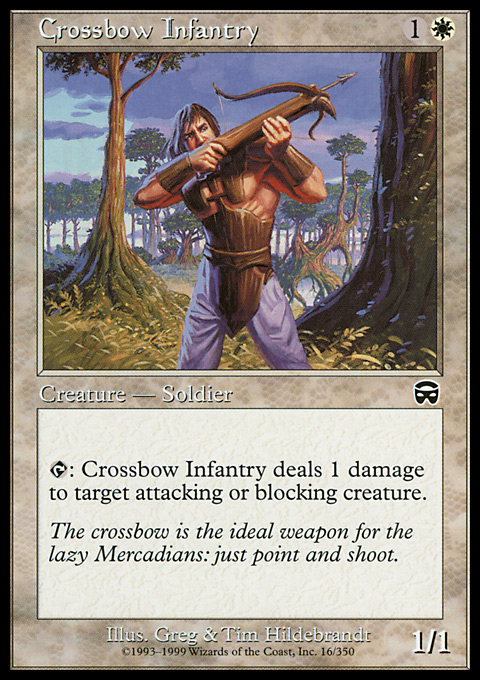 Crossbow Infantry 1
Creature — Soldier
: Crossbow Infantry deals 1 damage
to target attacking or blocking creature.
The crossbow is the ideal weapon for the
lazy Mercadians: just point and shoot.
Illus. Greg & Tim Hildebrandt
©1993–1999 Wizards of the Coast, Inc. 16/350
1/1